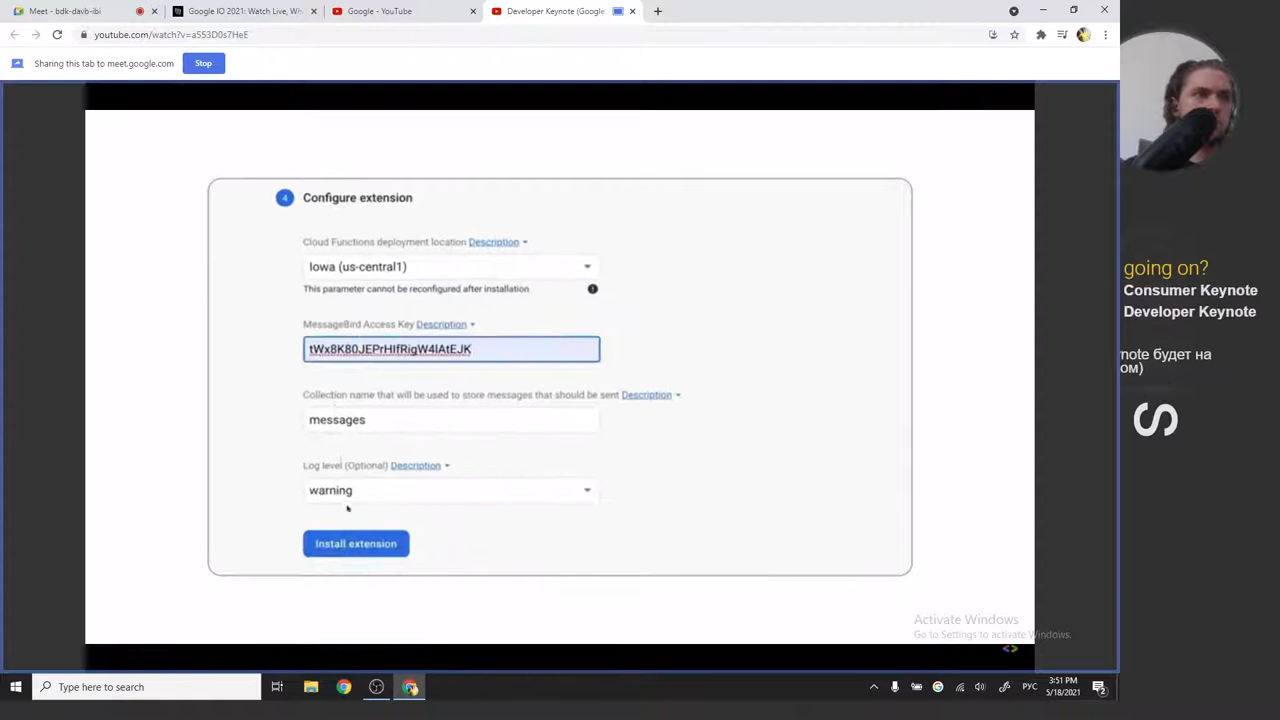 Meet - bdk-davb-ibi
Google IO 2021: Watch Live, Wha
Google - YouTube
Developer Keynote (Google
youtube.com/watch?v=a553D0s7HeE
Sharing this tab to meet.google.com
Stop
4 Configure extension
Cloud Functions deployment location Description
Iowa (us-central1)
This parameter cannot be reconfigured after installation
MessageBird Access Key Description
tWx8K80JEPrHIfRigW4lAtEJK
Collection name that will be used to store messages that should be sent Description
messages
Log level (Optional) Description
warning
Install extension
Activate Windows
Go to Settings to activate Windows.
going on?
Consumer Keynote
Developer Keynote
note будет на
ом)
S
Type here to search
РУС
3:51 PM
5/18/2021
2